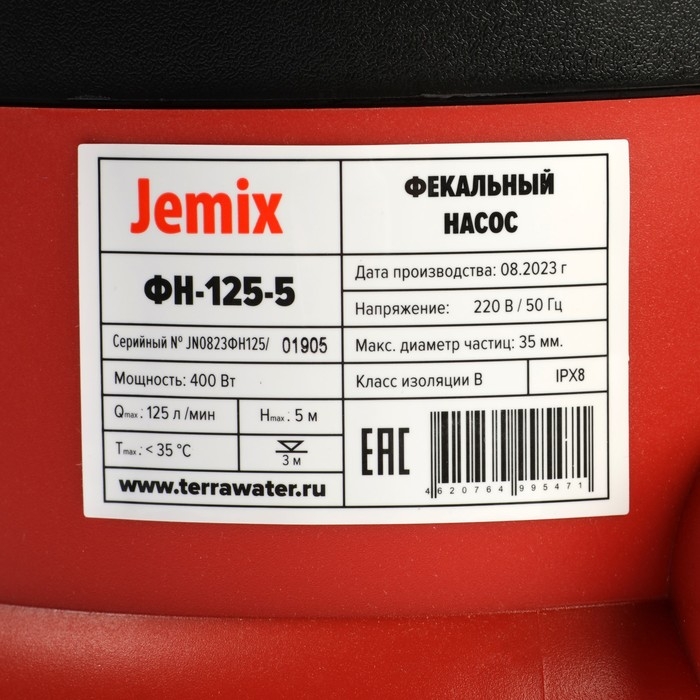 Jemix
ФН-125-5
Серийный № JN0823ФН125/ 01905
Мощность: 400 Вт
Qmax: 125 л/мин
Hmax: 5 м
Tmax: < 35 °C
3 м
www.terrawater.ru
ФЕКАЛЬНЫЙ
НАСОС
Дата производства: 08.2023 г
Напряжение: 220 В / 50 Гц
Макс. диаметр частиц: 35 мм.
Класс изоляции В
IPX8
EAC
4 620764 995471